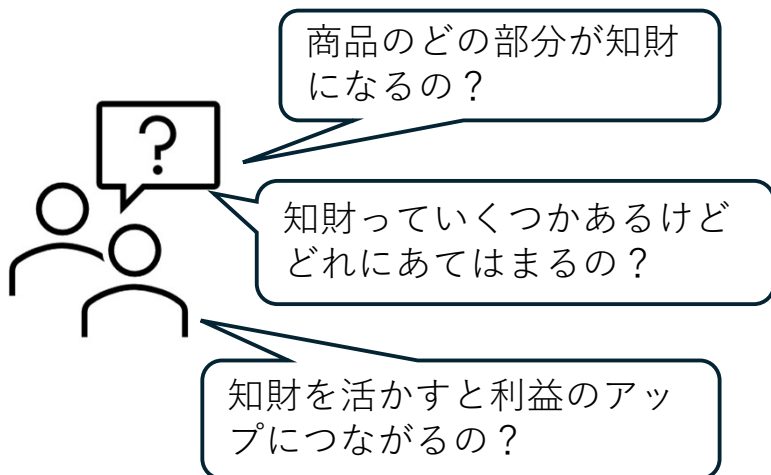 ?
商品のどの部分が知財
になるの？
知財っていくつかあるけど
どれにあてはまるの？
知財を活かすと利益のアッ
プにつながるの？